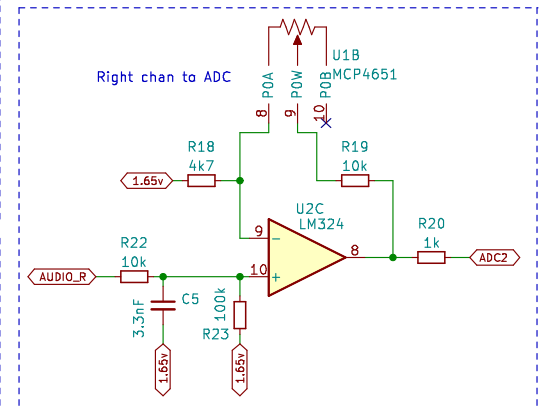 Right chan to ADC
U1B
MCP4651
P0A
P0W
P0B
8
9
10
R18
4k7
1.65v
R19
10k
U2C
LM324
9
8
10
R20
1k
ADC2
R22
10k
AUDIO_R
C5
3.3nF
100k
R23
1.65v
1.65v